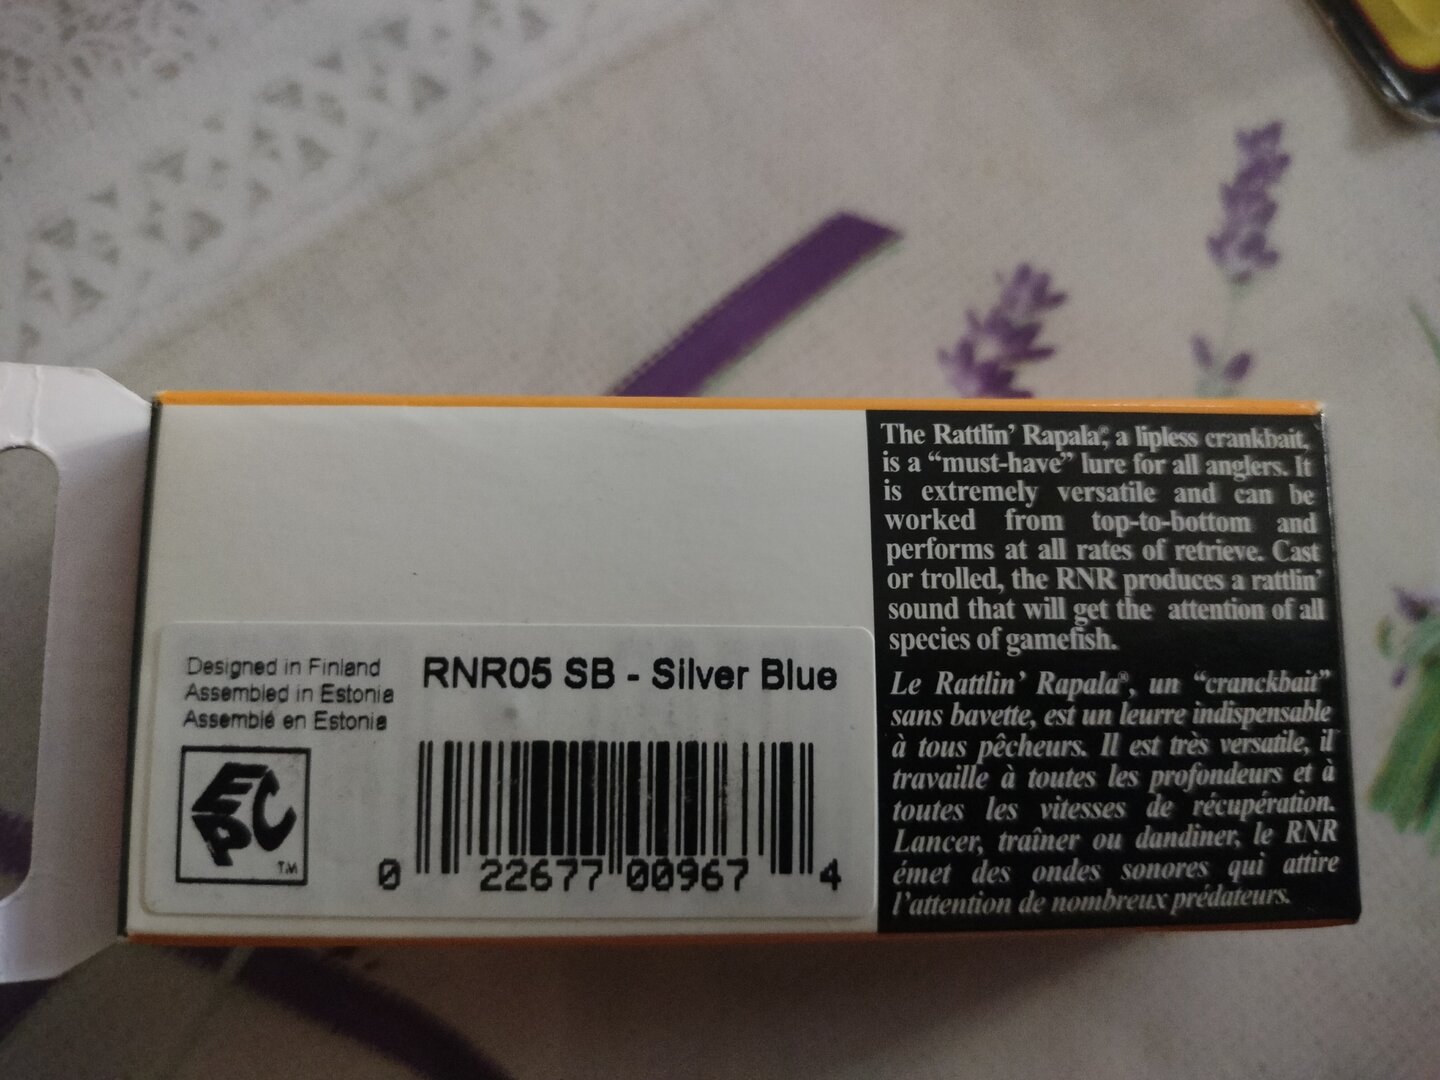 Designed in Finland
Assembled in Estonia
Assemblé en Estonia
EPC
™
RNR05 SB - Silver Blue
0 22677 00967 4
The Rattlin' Rapala®, a lipless crankbait,
is a “must-have” lure for all anglers. It
is extremely versatile and can be
worked from top-to-bottom and
performs at all rates of retrieve. Cast
or trolled, the RNR produces a rattlin'
sound that will get the attention of all
species of gamefish.
Le Rattlin' Rapala®, un “cranckbait”
sans bavette, est un leurre indispensable
à tous pêcheurs. Il est très versatile, il
travaille à toutes les profondeurs et à
toutes les vitesses de récupération.
Lancer, traîner ou dandiner, le RNR
émet des ondes sonores qui attire
l'attention de nombreux prédateurs.